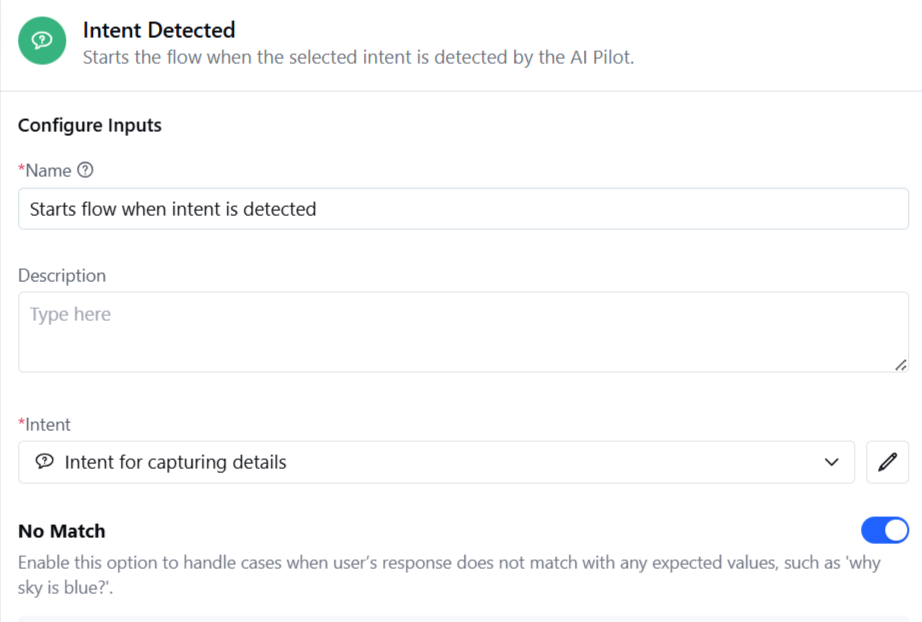 Intent Detected
Starts the flow when the selected intent is detected by the AI Pilot.
Configure Inputs
*Name
Starts flow when intent is detected
Description
Type here
*Intent
Intent for capturing details
No Match
Enable this option to handle cases when user’s response does not match with any expected values, such as 'why
sky is blue?'.